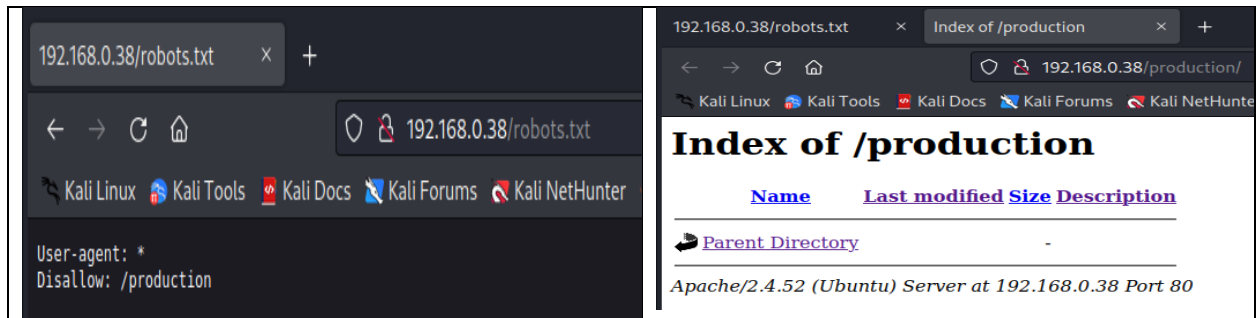 192.168.0.38/robots.txt
192.168.0.38/robots.txt
Kali Linux Kali Tools Kali Docs Kali Forums Kali NetHunter
User-agent: *
Disallow: /production
192.168.0.38/robots.txt Index of /production
192.168.0.38/production/
Kali Linux Kali Tools Kali Docs Kali Forums Kali NetHunte
Index of /production
Name Last modified Size Description
Parent Directory -
Apache/2.4.52 (Ubuntu) Server at 192.168.0.38 Port 80